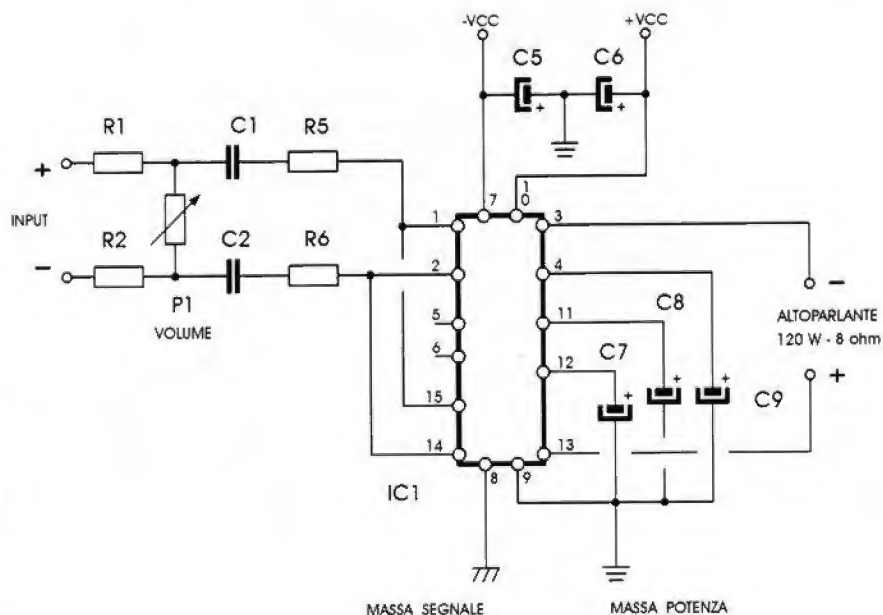 -VCC
+VCC
C5
C6
+
+
R1
C1
R5
+
INPUT
R2
C2
R6
-
P1
VOLUME
1
2
5
6
15
14
7
1
0
3
4
11
12
13
8
9
IC1
C7
+
C8
+
+
C9
-
ALTOPARLANTE
120 W - 8 ohm
+
MASSA SEGNALE
MASSA POTENZA